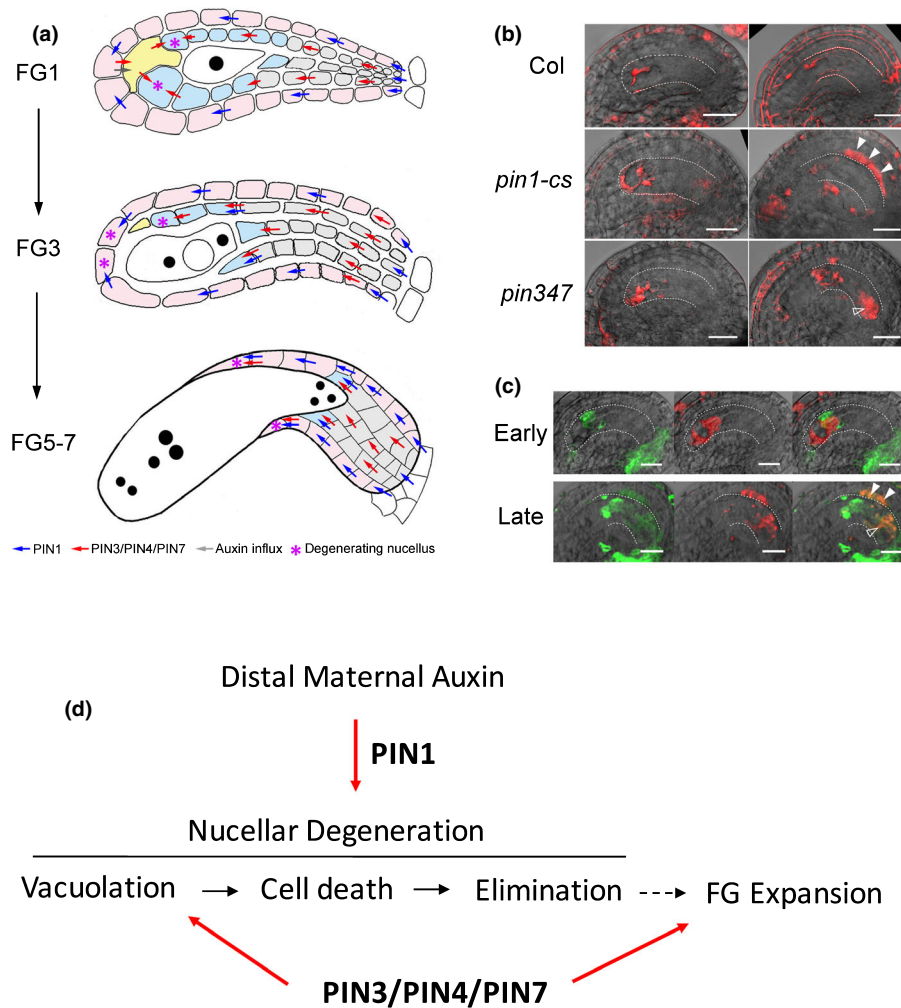 (a)
FG1
FG3
FG5-7
PIN1 PIN3/PIN4/PIN7 Auxin influx * Degenerating nucellus
(b)
Col
pin1-cs
pin347
(c)
Early
Late
(d)
Distal Maternal Auxin
PIN1
Nucellar Degeneration
Vacuolation Cell death Elimination FG Expansion
PIN3/PIN4/PIN7